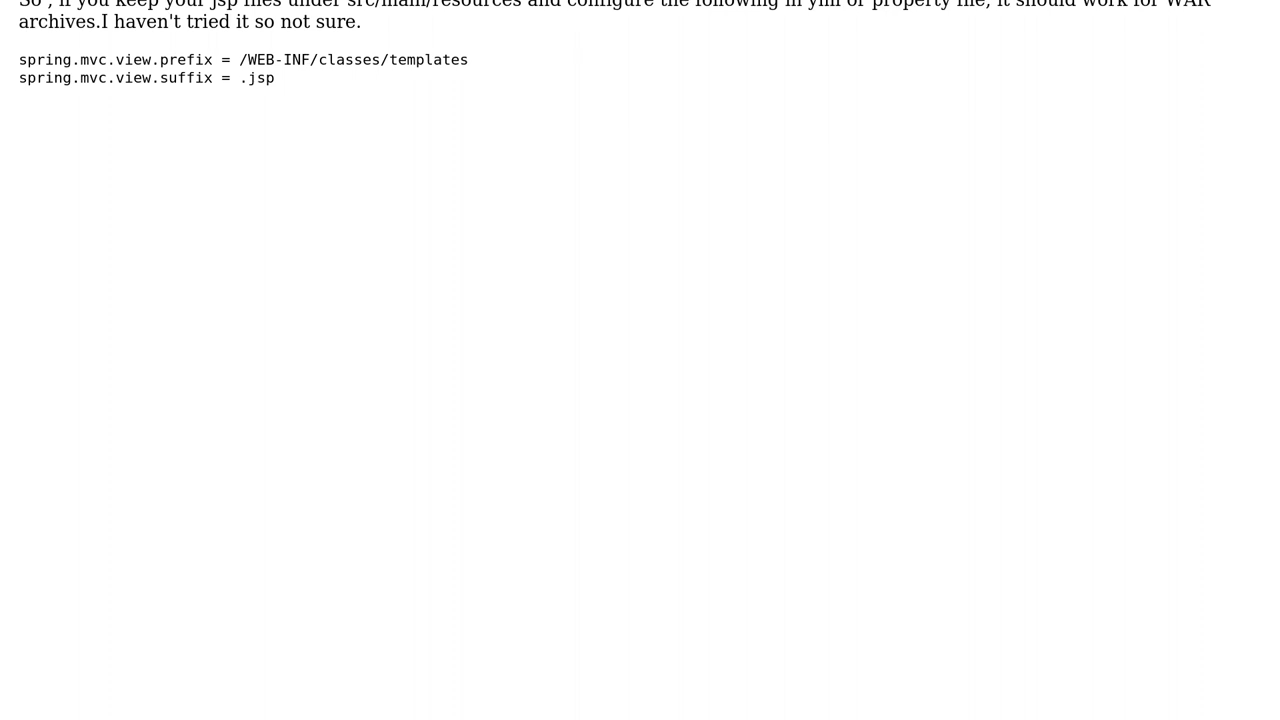 So , if you keep your jsp files under src/main/resources and configure the following in yml or property file, it should work for WAR
archives.I haven't tried it so not sure.
spring.mvc.view.prefix = /WEB-INF/classes/templates
spring.mvc.view.suffix = .jsp